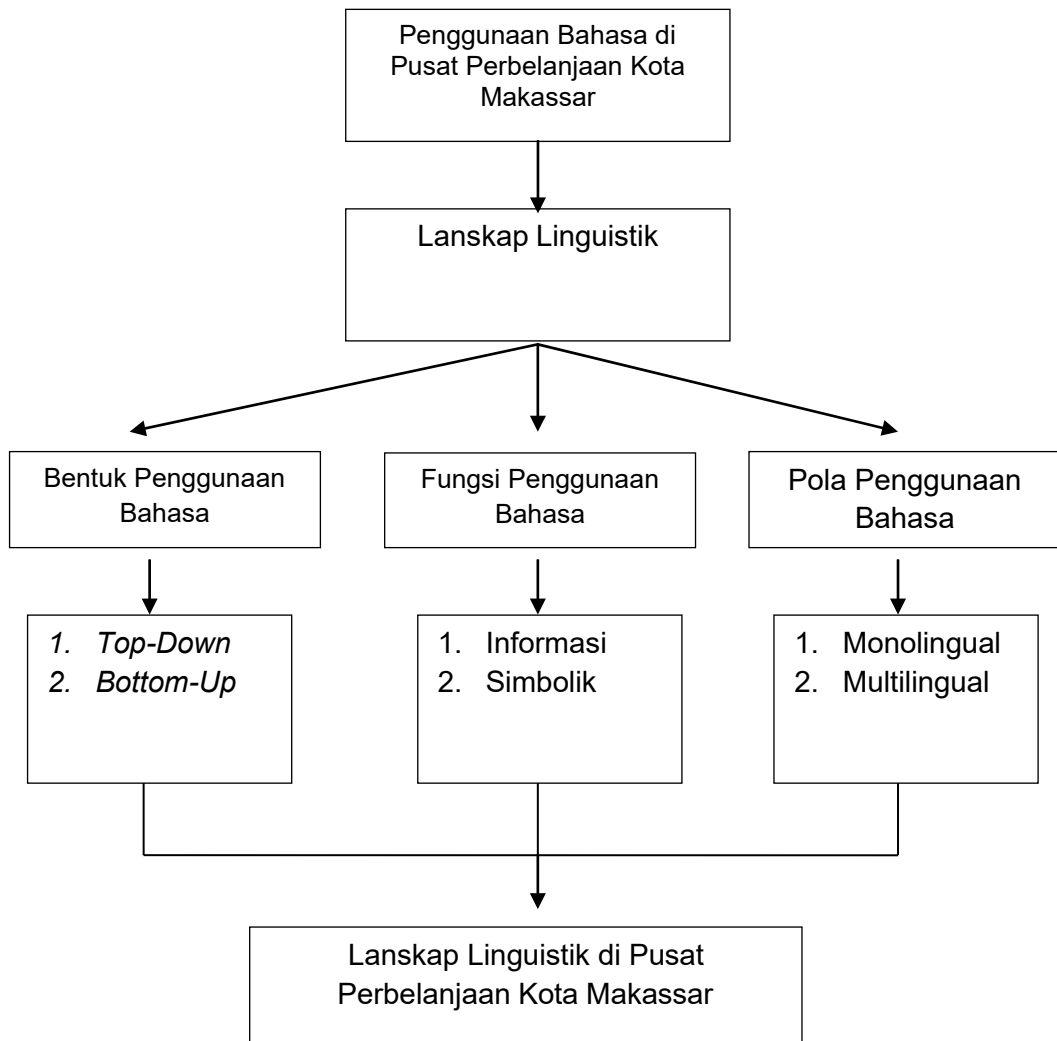 Penggunaan Bahasa di
Pusat Perbelanjaan Kota
Makassar
Lanskap Linguistik
Bentuk Penggunaan
Bahasa
Fungsi Penggunaan
Bahasa
Pola Penggunaan
Bahasa
1. Top-Down
2. Bottom-Up
1. Informasi
2. Simbolik
1. Monolingual
2. Multilingual
Lanskap Linguistik di Pusat
Perbelanjaan Kota Makassar